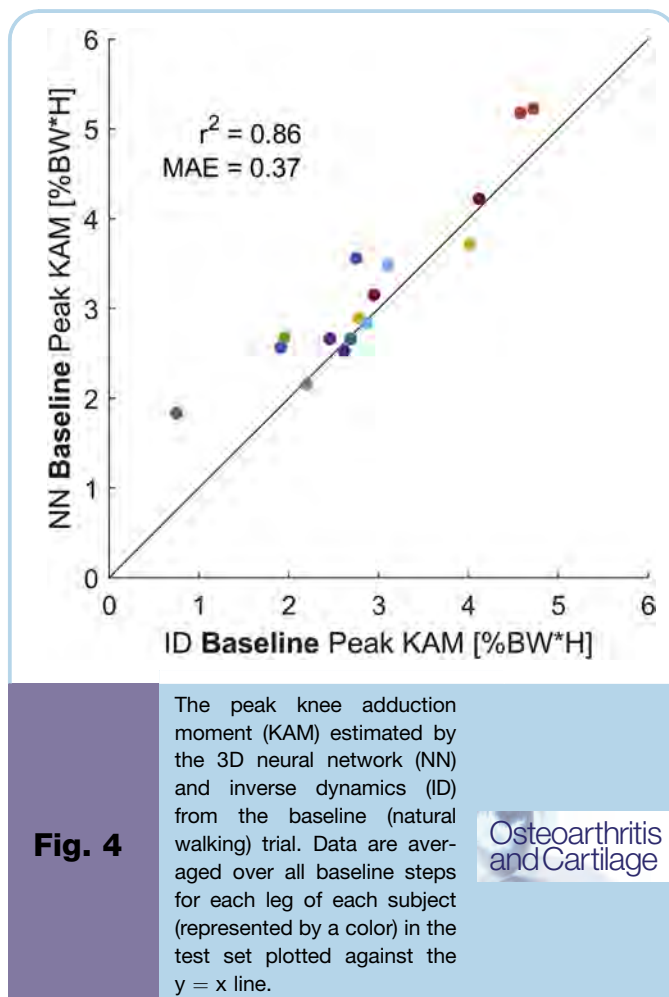 6
5
4
3
2
1
0
NN Baseline Peak KAM [%BW*H]
r² = 0.86
MAE = 0.37
0 1 2 3 4 5 6
ID Baseline Peak KAM [%BW*H]
Fig. 4
The peak knee adduction
moment (KAM) estimated by
the 3D neural network (NN)
and inverse dynamics (ID)
from the baseline (natural
walking) trial. Data are aver-
aged over all baseline steps
for each leg of each subject
(represented by a color) in the
test set plotted against the
y = x line.
Osteoarthritis
and Cartilage